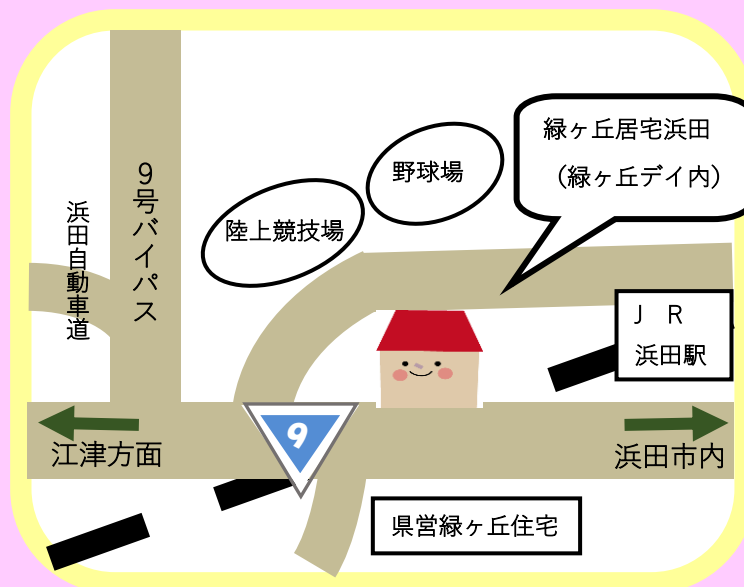 緑ヶ丘居宅浜田
（緑ヶ丘デイ内）
野球場
陸上競技場
9号バイパス
浜田自動車道
ＪＲ
浜田駅
9
江津方面
浜田市内
県営緑ヶ丘住宅